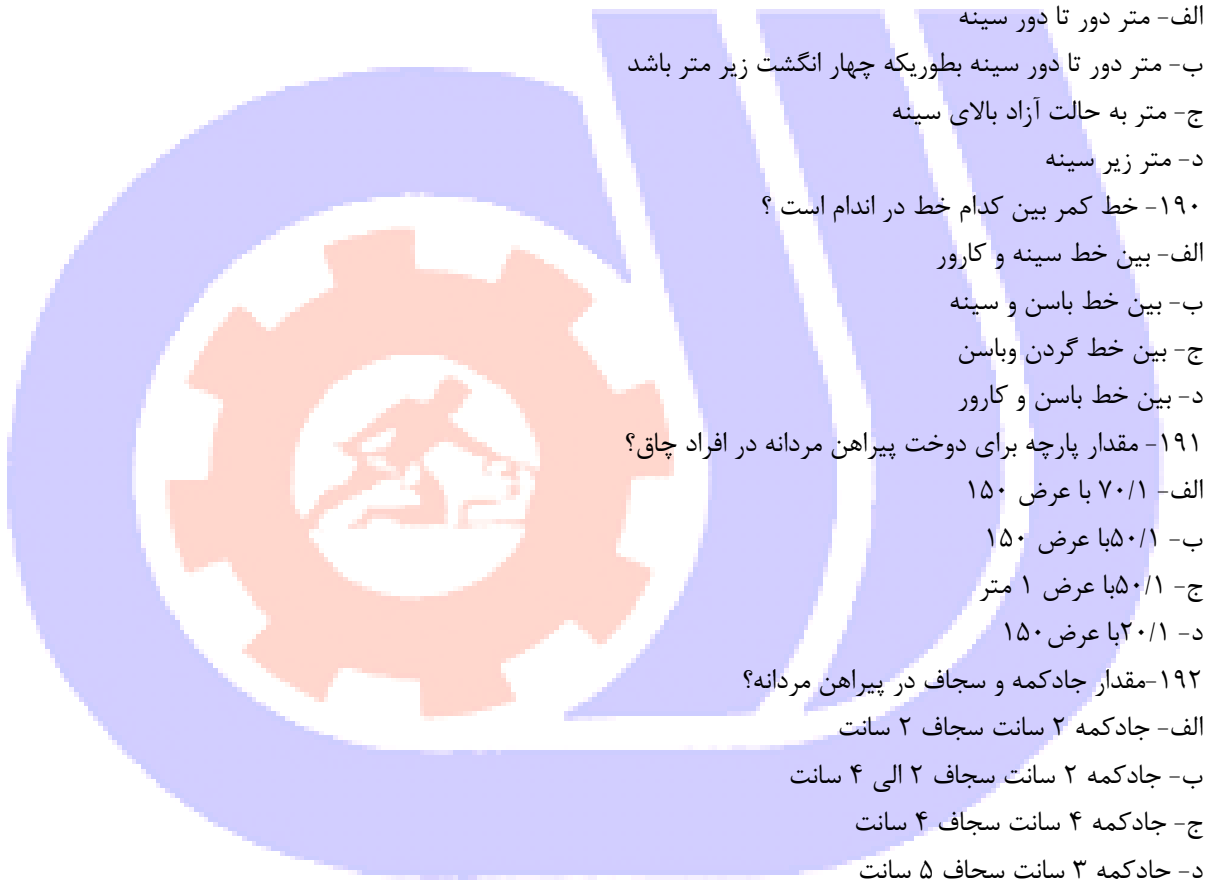 الف- متر دور تا دور سینه
ب- متر دور تا دور سینه بطوریکه چهار انگشت زیر متر باشد
ج- متر به حالت آزاد بالای سینه
د- متر زیر سینه
۱۹۰- خط کمر بین کدام خط در اندام است ؟
الف- بین خط سینه و کارور
ب- بین خط باسن و سینه
ج- بین خط گردن وباسن
د- بین خط باسن و کارور
۱۹۱- مقدار پارچه برای دوخت پیراهن مردانه در افراد چاق؟
الف- ۷۰/۱ با عرض ۱۵۰
ب- ۵۰/۱با عرض ۱۵۰
ج- ۵۰/۱با عرض ۱ متر
د- ۲۰/۱با عرض۱۵۰
۱۹۲-مقدار جادکمه و سجاف در پیراهن مردانه؟
الف- جادکمه ۲ سانت سجاف ۲ سانت
ب- جادکمه ۲ سانت سجاف ۲ الی ۴ سانت
ج- جادکمه ۴ سانت سجاف ۴ سانت
د- جادکمه ۳ سانت سجاف ۵ سانت